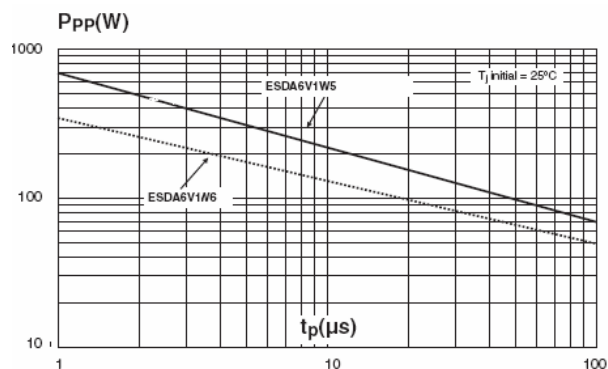 PPP(W)
1000
Tj initial = 25°C
ESDA6V1W5
100
ESDA6V1W6
tp(µs)
10
1
10
100